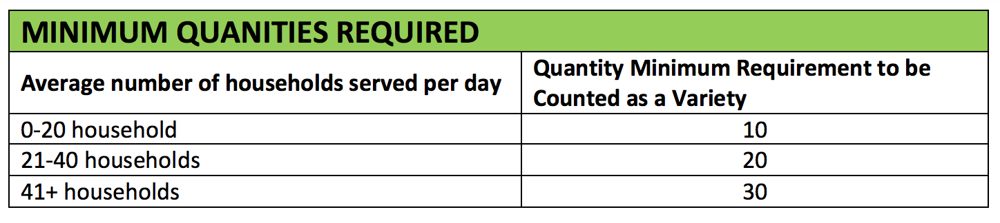 MINIMUM QUANITIES REQUIRED
Average number of households served per day
Quantity Minimum Requirement to be
Counted as a Variety
0-20 household
10
21-40 households
20
41+ households
30